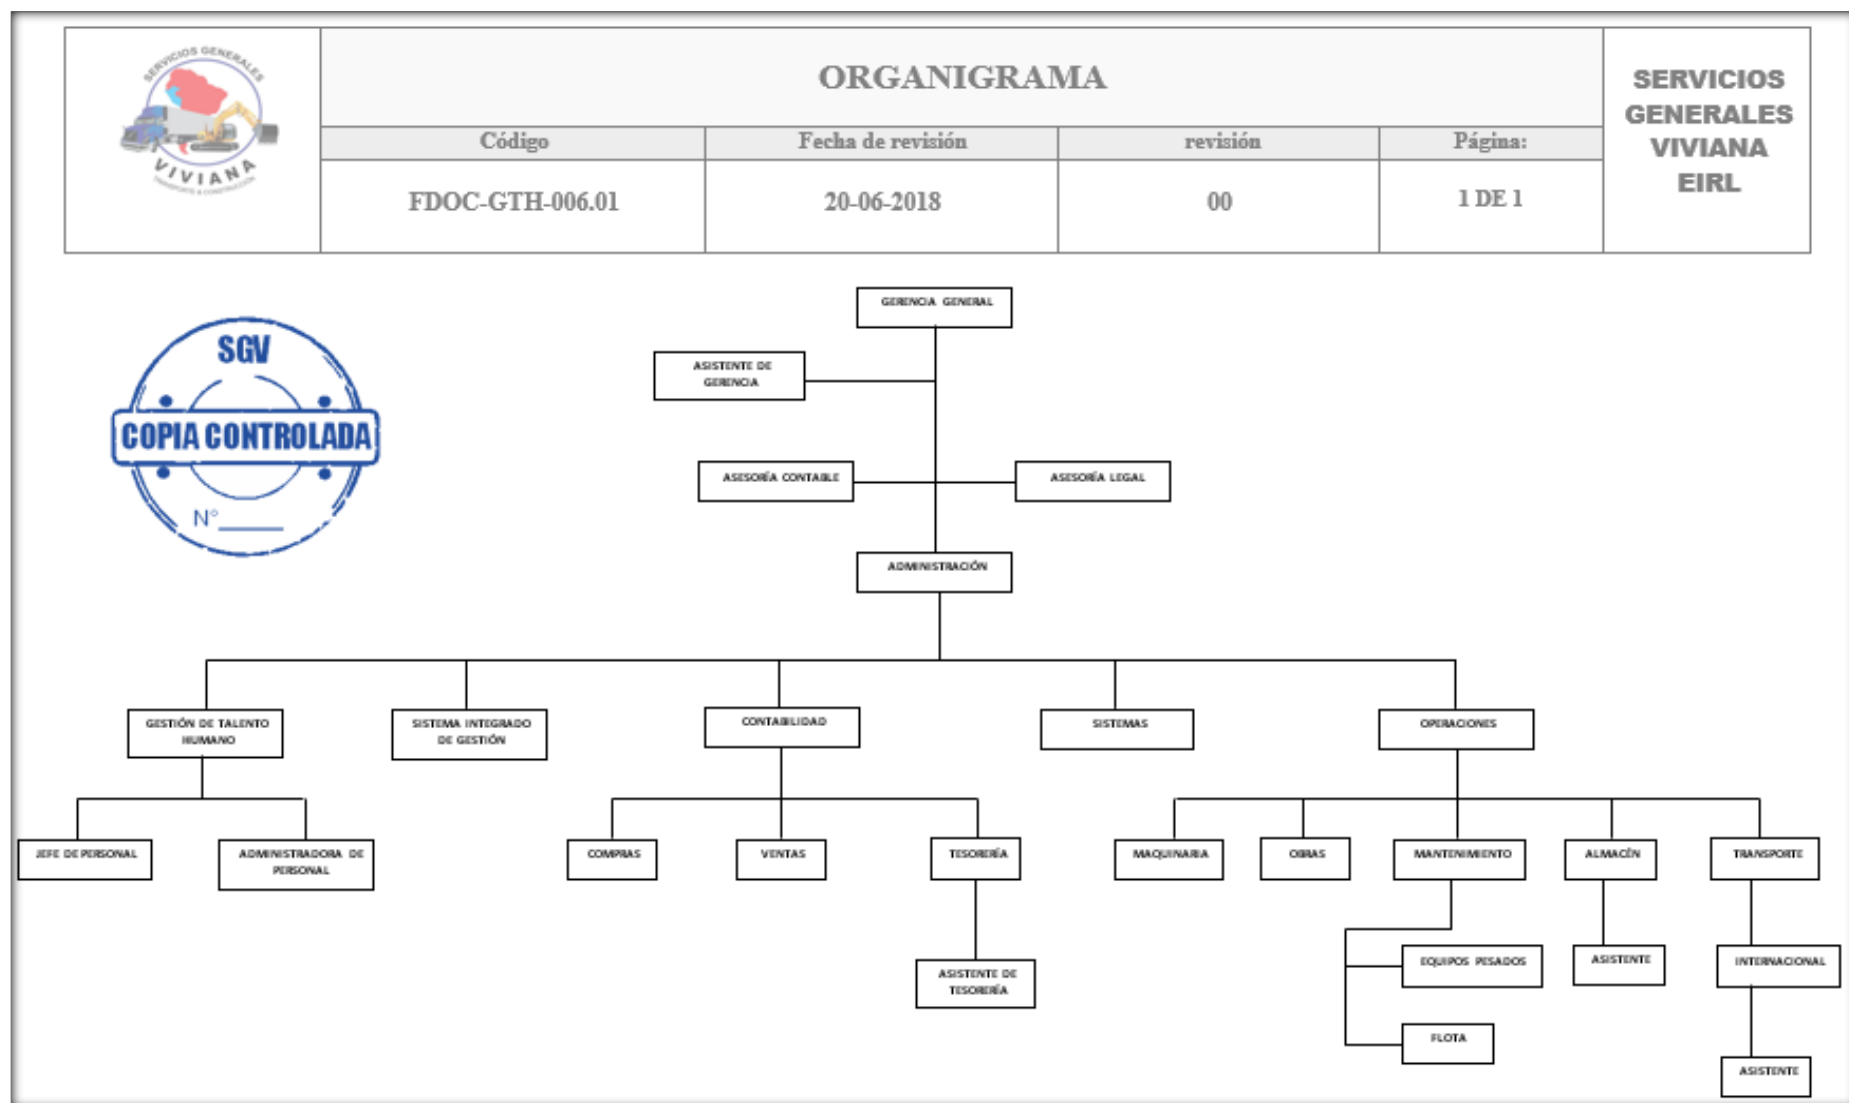 SERVICIOS GENERALES
VIVIANA
TRANSPORTE & CONSTRUCCIÓN
ORGANIGRAMA
SERVICIOS
GENERALES
VIVIANA
EIRL
Código
Fecha de revisión
revisión
Página:
FDOC-GTH-006.01
20-06-2018
00
1 DE 1
SGV
COPIA CONTROLADA
N°______
GERENCIA GENERAL
ASISTENTE DE
GERENCIA
ASESORÍA CONTABLE
ASESORÍA LEGAL
ADMINISTRACIÓN
GESTIÓN DE TALENTO
HUMANO
SISTEMA INTEGRADO
DE GESTIÓN
CONTABILIDAD
SISTEMAS
OPERACIONES
JEFE DE PERSONAL
ADMINISTRADORA DE
PERSONAL
COMPRAS
VENTAS
TESORERÍA
MAQUINARIA
OBRAS
MANTENIMIENTO
ALMACÉN
TRANSPORTE
ASISTENTE DE
TESORERÍA
EQUIPOS PESADOS
ASISTENTE
INTERNACIONAL
FLOTA
ASISTENTE